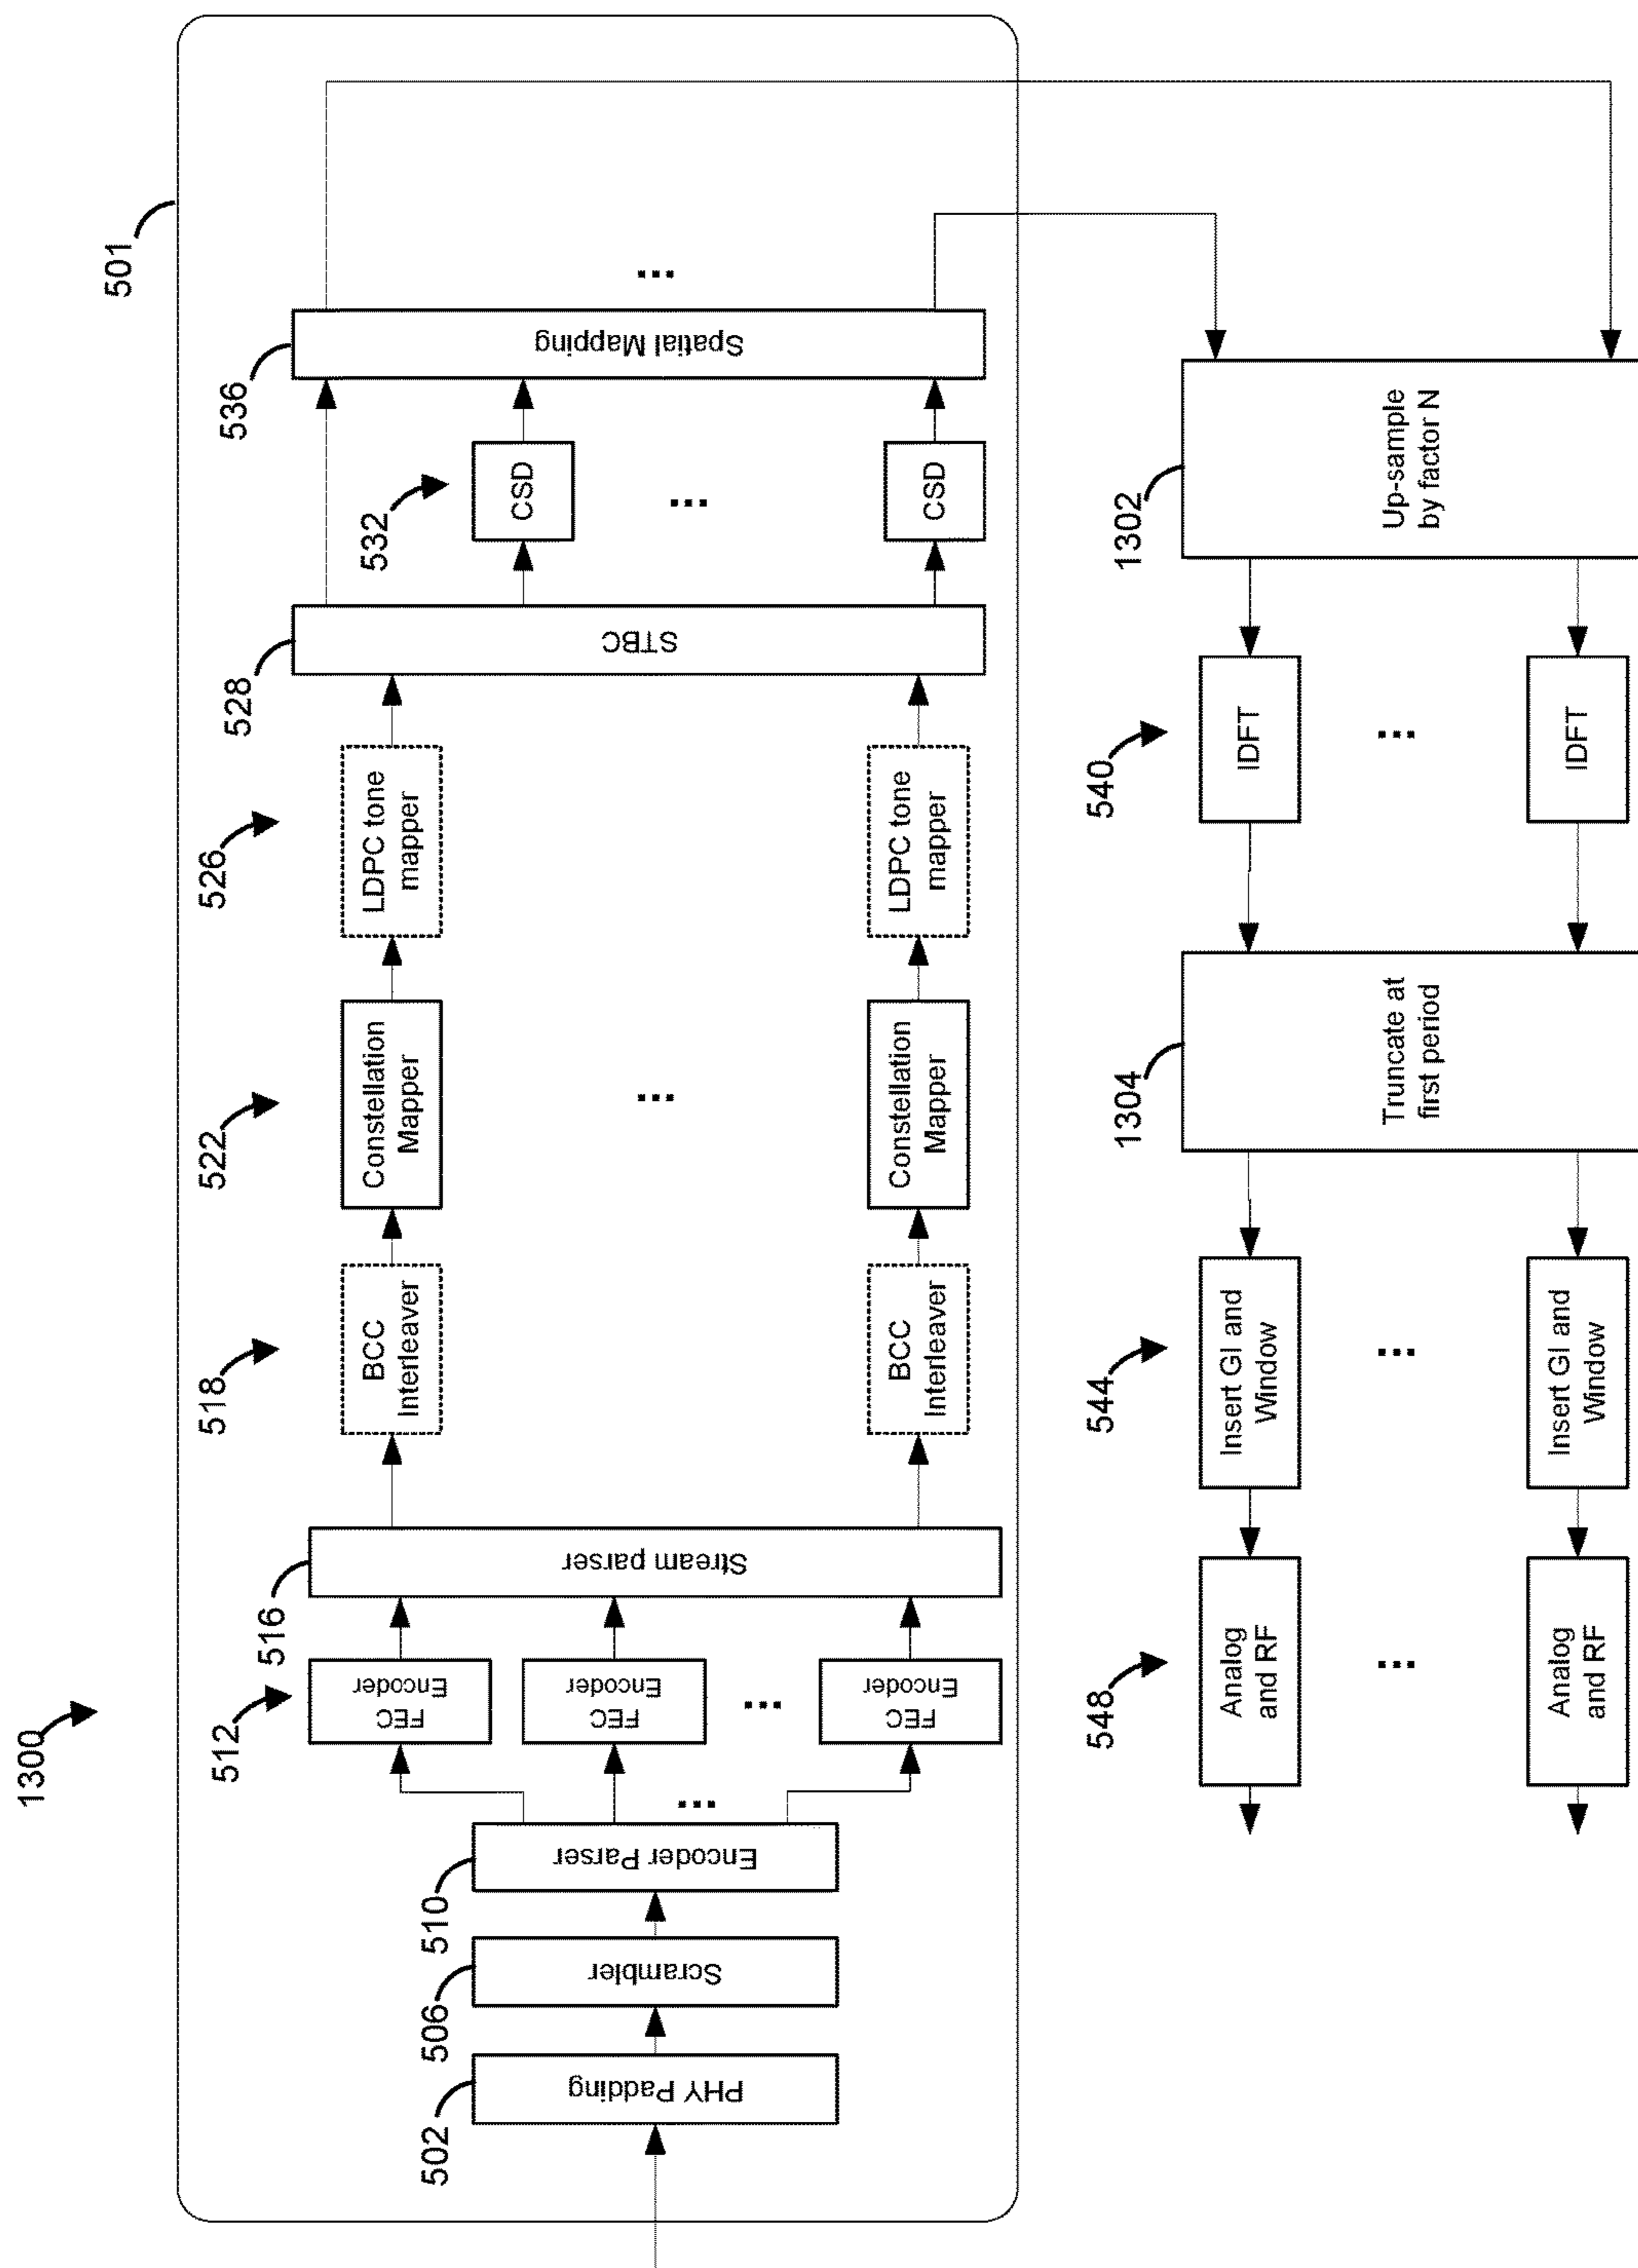 1300
501
502
PHY Padding
506
Scrambler
510
Encoder Parser
...
512
FEC
Encoder
FEC
Encoder
...
FEC
Encoder
516
Stream parser
518
BCC
Interleaver
BCC
Interleaver
522
Constellation
Mapper
...
Constellation
Mapper
526
LDPC tone
mapper
LDPC tone
mapper
528
STBC
532
CSD
...
CSD
536
Spatial Mapping
...
548
Analog
and RF
...
Analog
and RF
544
Insert GI and
Window
...
Insert GI and
Window
1304
Truncate at
first period
540
IDFT
...
IDFT
1302
Up-sample
by factor N